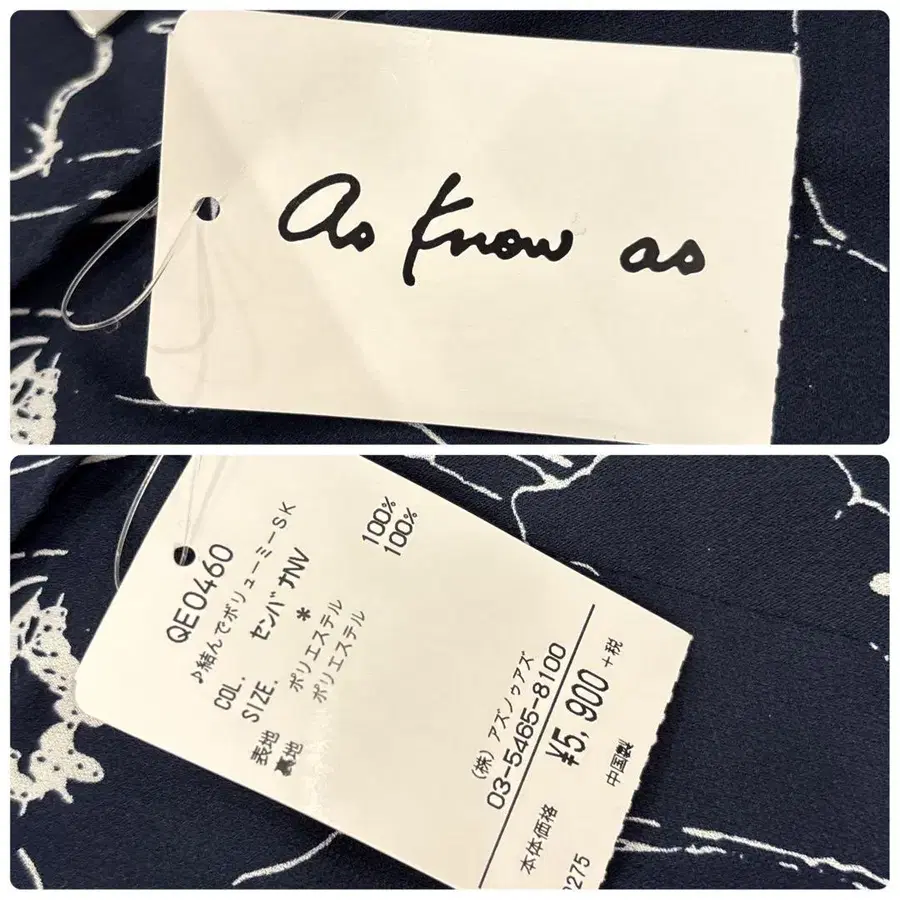 As Know as
QE0460
♪結んでボリューミーSK
COL. センバナNV
SIZE. *
表地 ポリエステル 100%
裏地 ポリエステル 100%
(株)アズノゥアズ
03-5465-8100
本体価格 ¥5,900 +税
中国製